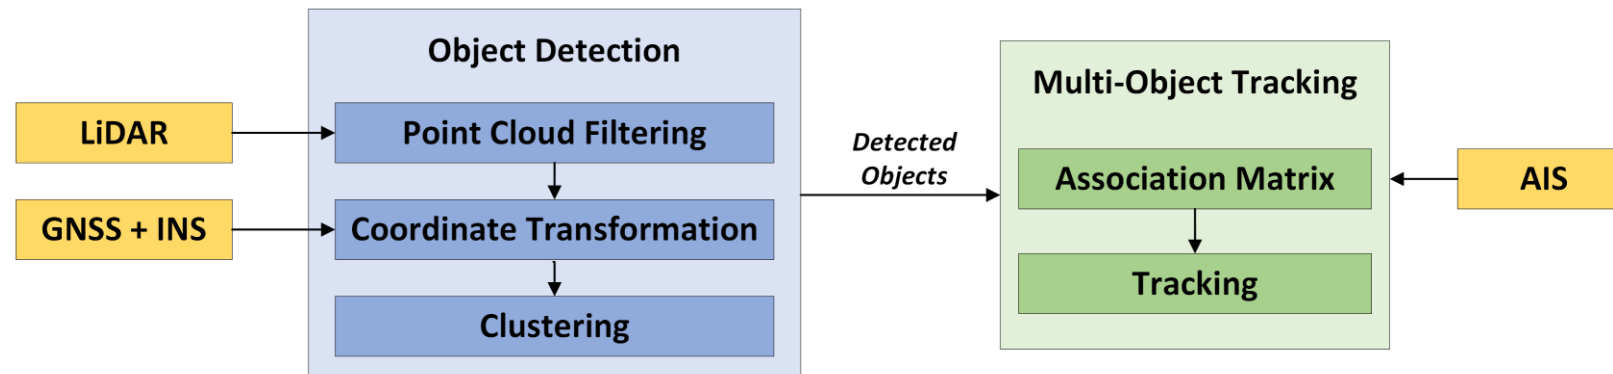 Object Detection
LiDAR
Point Cloud Filtering
GNSS + INS
Coordinate Transformation
Clustering
Detected
Objects
Multi-Object Tracking
Association Matrix
Tracking
AIS